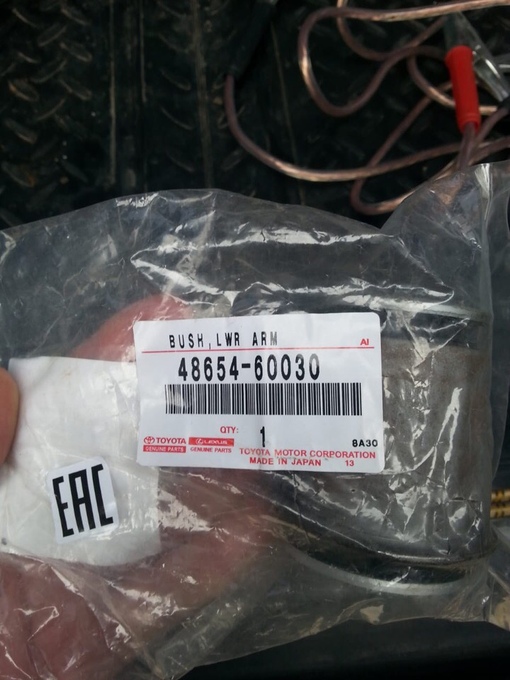 BUSH, LWR ARM
AI
48654-60030
QTY:
1
8A30
TOYOTA
GENUINE PARTS
LEXUS
GENUINE PARTS
TOYOTA MOTOR CORPORATION
MADE IN JAPAN 13
EAC